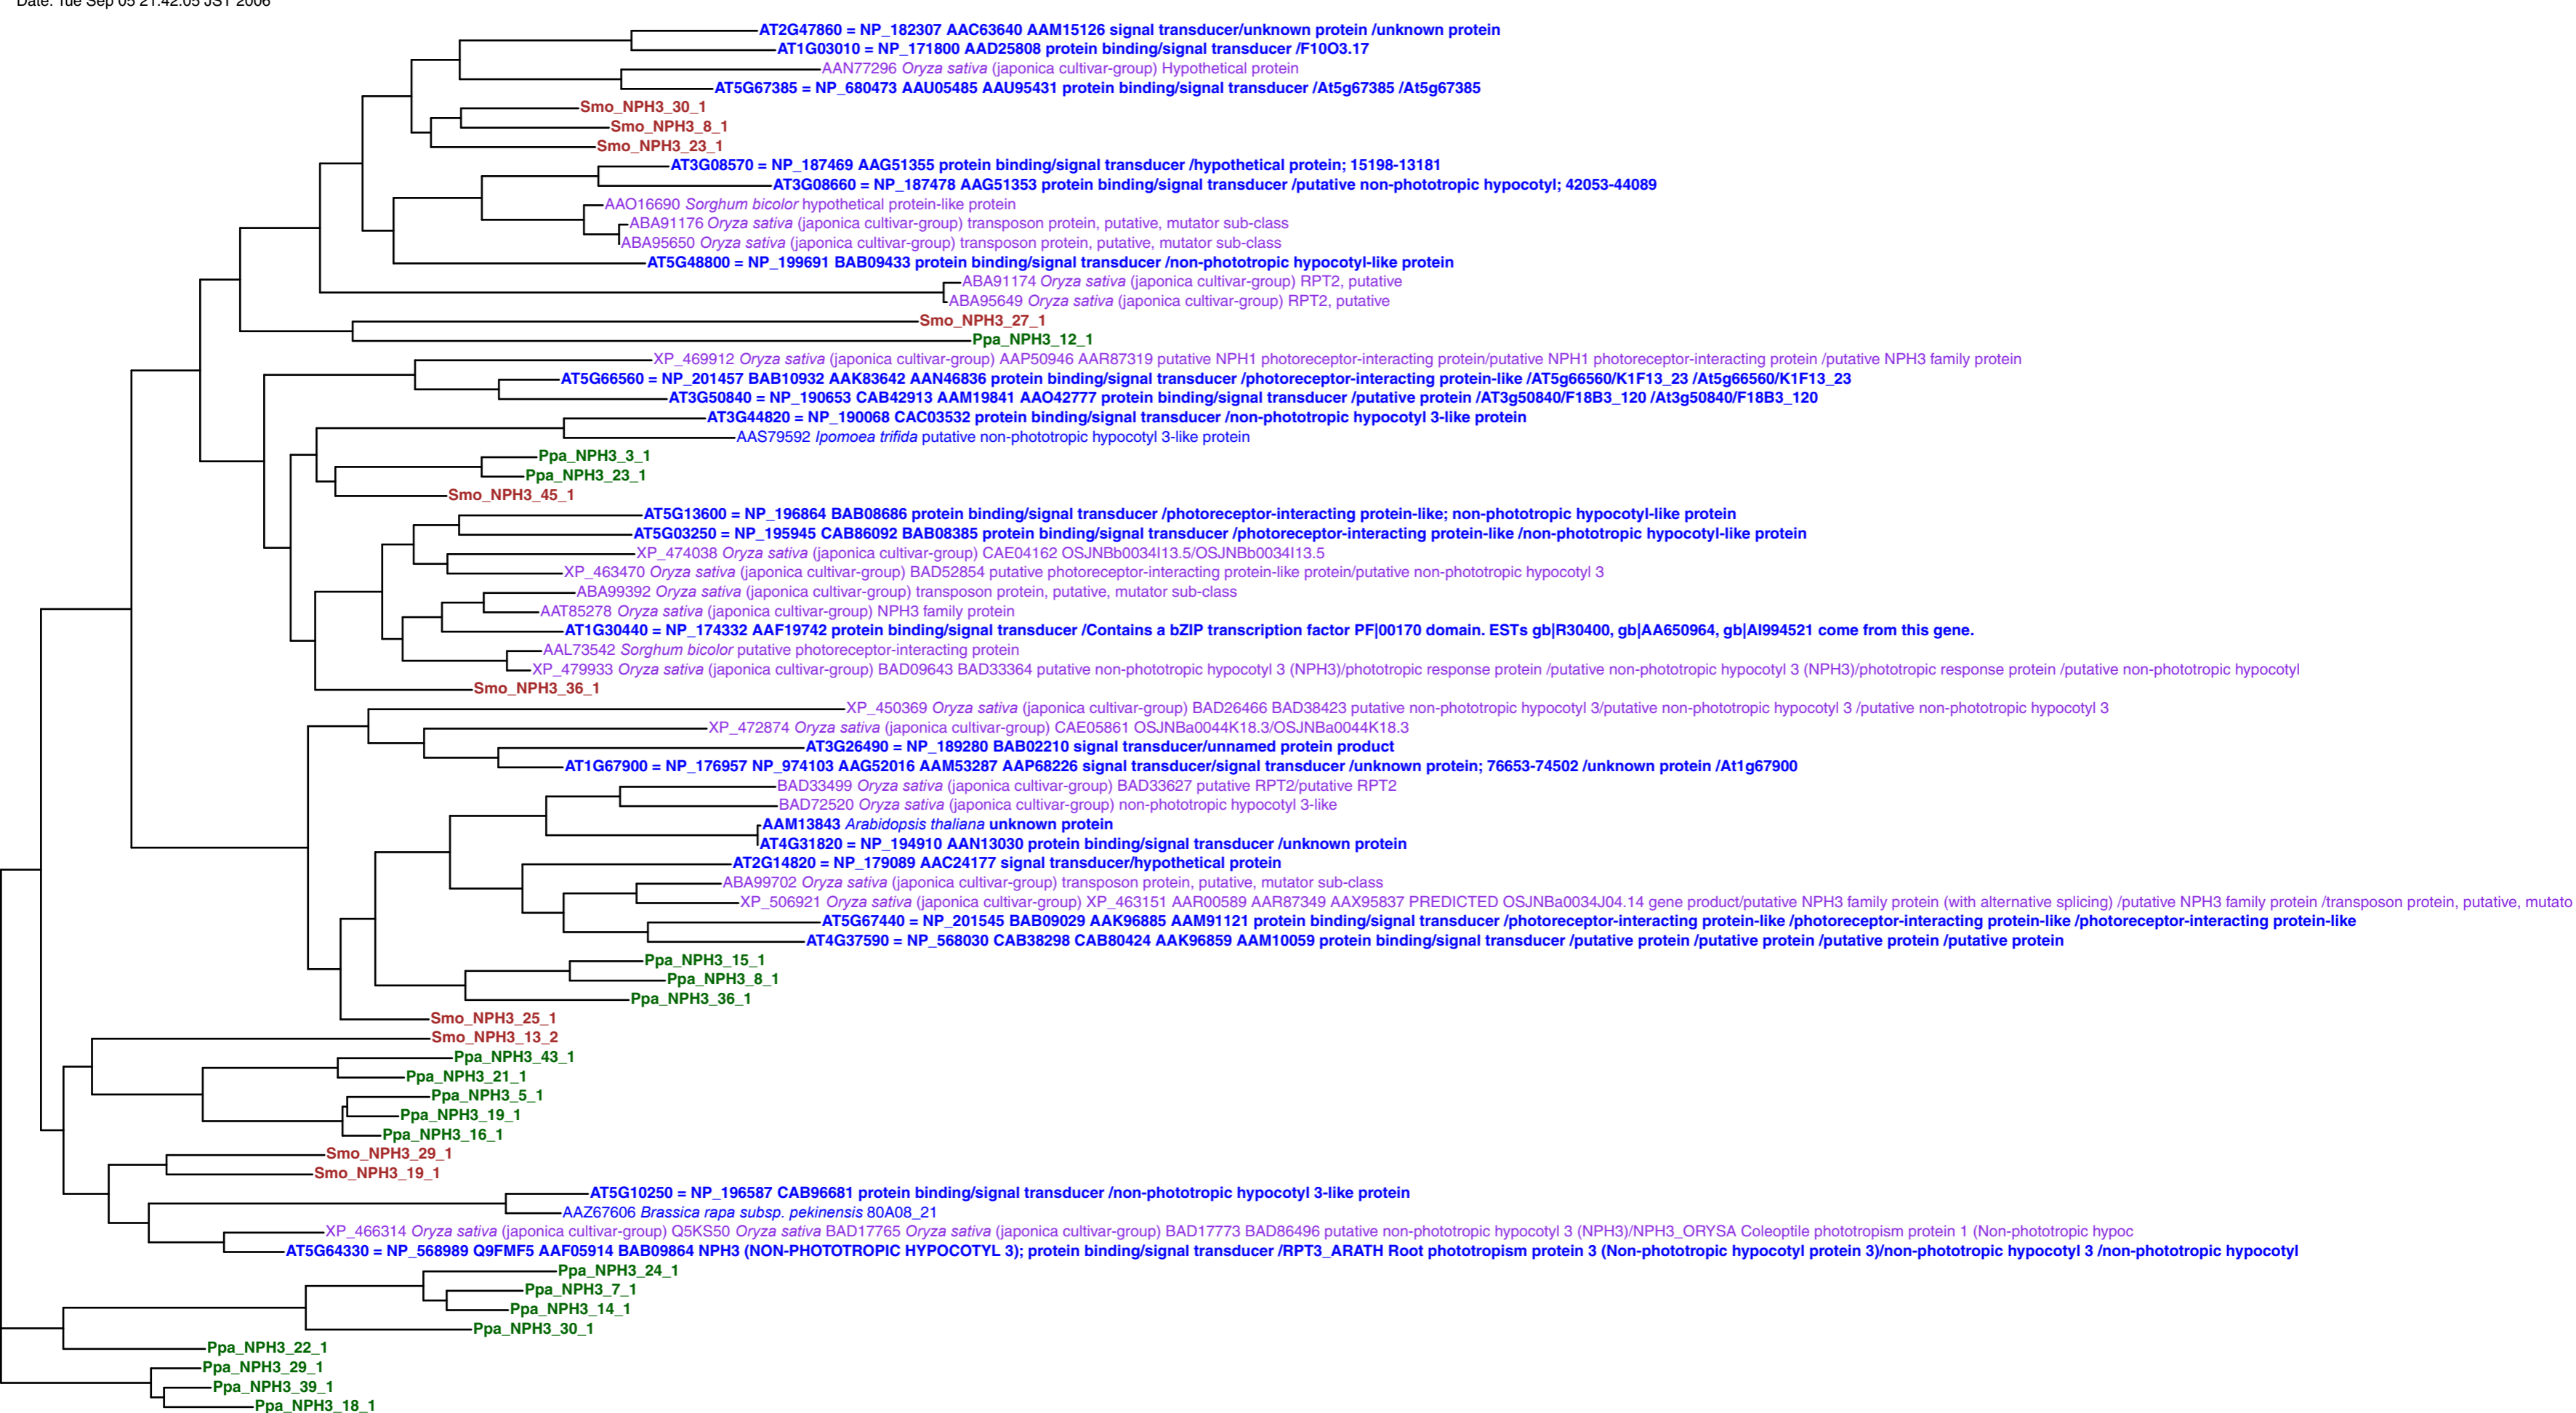 Date: Tue Sep 05 21:42:05 JST 2006
AT2G47860 = NP_182307 AAC63640 AAM15126 signal transducer/unknown protein /unknown protein
AT1G03010 = NP_171800 AAD25808 protein binding/signal transducer /F10O3.17
AAN77296 Oryza sativa (japonica cultivar-group) Hypothetical protein
AT5G67385 = NP_680473 AAU05485 AAU95431 protein binding/signal transducer /At5g67385 /At5g67385
Smo_NPH3_30_1
Smo_NPH3_8_1
Smo_NPH3_23_1
AT3G08570 = NP_187469 AAG51355 protein binding/signal transducer /hypothetical protein; 15198-13181
AT3G08660 = NP_187478 AAG51353 protein binding/signal transducer /putative non-phototropic hypocotyl; 42053-44089
AAO16690 Sorghum bicolor hypothetical protein-like protein
ABA91176 Oryza sativa (japonica cultivar-group) transposon protein, putative, mutator sub-class
ABA95650 Oryza sativa (japonica cultivar-group) transposon protein, putative, mutator sub-class
AT5G48800 = NP_199691 BAB09433 protein binding/signal transducer /non-phototropic hypocotyl-like protein
ABA91174 Oryza sativa (japonica cultivar-group) RPT2, putative
ABA95649 Oryza sativa (japonica cultivar-group) RPT2, putative
Smo_NPH3_27_1
Ppa_NPH3_12_1
XP_469912 Oryza sativa (japonica cultivar-group) AAP50946 AAR87319 putative NPH1 photoreceptor-interacting protein/putative NPH1 photoreceptor-interacting protein /putative NPH3 family protein
AT5G66560 = NP_201457 BAB10932 AAK83642 AAN46836 protein binding/signal transducer /photoreceptor-interacting protein-like /AT5g66560/K1F13_23 /At5g66560/K1F13_23
AT3G50840 = NP_190653 CAB42913 AAM19841 AAO42777 protein binding/signal transducer /putative protein /AT3g50840/F18B3_120 /At3g50840/F18B3_120
AT3G44820 = NP_190068 CAC03532 protein binding/signal transducer /non-phototropic hypocotyl 3-like protein
AAS79592 Ipomoea trifida putative non-phototropic hypocotyl 3-like protein
Ppa_NPH3_3_1
Ppa_NPH3_23_1
Smo_NPH3_45_1
AT5G13600 = NP_196864 BAB08686 protein binding/signal transducer /photoreceptor-interacting protein-like; non-phototropic hypocotyl-like protein
AT5G03250 = NP_195945 CAB86092 BAB08385 protein binding/signal transducer /photoreceptor-interacting protein-like /non-phototropic hypocotyl-like protein
XP_474038 Oryza sativa (japonica cultivar-group) CAE04162 OSJNBb0034I13.5/OSJNBb0034I13.5
XP_463470 Oryza sativa (japonica cultivar-group) BAD52854 putative photoreceptor-interacting protein-like protein/putative non-phototropic hypocotyl 3
ABA99392 Oryza sativa (japonica cultivar-group) transposon protein, putative, mutator sub-class
AAT85278 Oryza sativa (japonica cultivar-group) NPH3 family protein
AT1G30440 = NP_174332 AAF19742 protein binding/signal transducer /Contains a bZIP transcription factor PF|00170 domain. ESTs gb|R30400, gb|AA650964, gb|AI994521 come from this gene.
AAL73542 Sorghum bicolor putative photoreceptor-interacting protein
XP_479933 Oryza sativa (japonica cultivar-group) BAD09643 BAD33364 putative non-phototropic hypocotyl 3 (NPH3)/phototropic response protein /putative non-phototropic hypocotyl 3 (NPH3)/phototropic response protein /putative non-phototropic hypocotyl
Smo_NPH3_36_1
XP_450369 Oryza sativa (japonica cultivar-group) BAD26466 BAD38423 putative non-phototropic hypocotyl 3/putative non-phototropic hypocotyl 3 /putative non-phototropic hypocotyl 3
XP_472874 Oryza sativa (japonica cultivar-group) CAE05861 OSJNBa0044K18.3/OSJNBa0044K18.3
AT3G26490 = NP_189280 BAB02210 signal transducer/unnamed protein product
AT1G67900 = NP_176957 NP_974103 AAG52016 AAM53287 AAP68226 signal transducer/signal transducer /unknown protein; 76653-74502 /unknown protein /At1g67900
BAD33499 Oryza sativa (japonica cultivar-group) BAD33627 putative RPT2/putative RPT2
BAD72520 Oryza sativa (japonica cultivar-group) non-phototropic hypocotyl 3-like
AAM13843 Arabidopsis thaliana unknown protein
AT4G31820 = NP_194910 AAN13030 protein binding/signal transducer /unknown protein
AT2G14820 = NP_179089 AAC24177 signal transducer/hypothetical protein
ABA99702 Oryza sativa (japonica cultivar-group) transposon protein, putative, mutator sub-class
XP_506921 Oryza sativa (japonica cultivar-group) XP_463151 AAR00589 AAR87349 AAX95837 PREDICTED OSJNBa0034J04.14 gene product/putative NPH3 family protein (with alternative splicing) /putative NPH3 family protein /transposon protein, putative, mutato
AT5G67440 = NP_201545 BAB09029 AAK96885 AAM91121 protein binding/signal transducer /photoreceptor-interacting protein-like /photoreceptor-interacting protein-like /photoreceptor-interacting protein-like
AT4G37590 = NP_568030 CAB38298 CAB80424 AAK96859 AAM10059 protein binding/signal transducer /putative protein /putative protein /putative protein /putative protein
Ppa_NPH3_15_1
Ppa_NPH3_8_1
Ppa_NPH3_36_1
Smo_NPH3_25_1
Smo_NPH3_13_2
Ppa_NPH3_43_1
Ppa_NPH3_21_1
Ppa_NPH3_5_1
Ppa_NPH3_19_1
Ppa_NPH3_16_1
Smo_NPH3_29_1
Smo_NPH3_19_1
AT5G10250 = NP_196587 CAB96681 protein binding/signal transducer /non-phototropic hypocotyl 3-like protein
AAZ67606 Brassica rapa subsp. pekinensis 80A08_21
XP_466314 Oryza sativa (japonica cultivar-group) Q5KS50 Oryza sativa BAD17765 Oryza sativa (japonica cultivar-group) BAD17773 BAD86496 putative non-phototropic hypocotyl 3 (NPH3)/NPH3_ORYSA Coleoptile phototropism protein 1 (Non-phototropic hypoc
AT5G64330 = NP_568989 Q9FMF5 AAF05914 BAB09864 NPH3 (NON-PHOTOTROPIC HYPOCOTYL 3); protein binding/signal transducer /RPT3_ARATH Root phototropism protein 3 (Non-phototropic hypocotyl protein 3)/non-phototropic hypocotyl 3 /non-phototropic hypocotyl
Ppa_NPH3_24_1
Ppa_NPH3_7_1
Ppa_NPH3_14_1
Ppa_NPH3_30_1
Ppa_NPH3_22_1
Ppa_NPH3_29_1
Ppa_NPH3_39_1
Ppa_NPH3_18_1